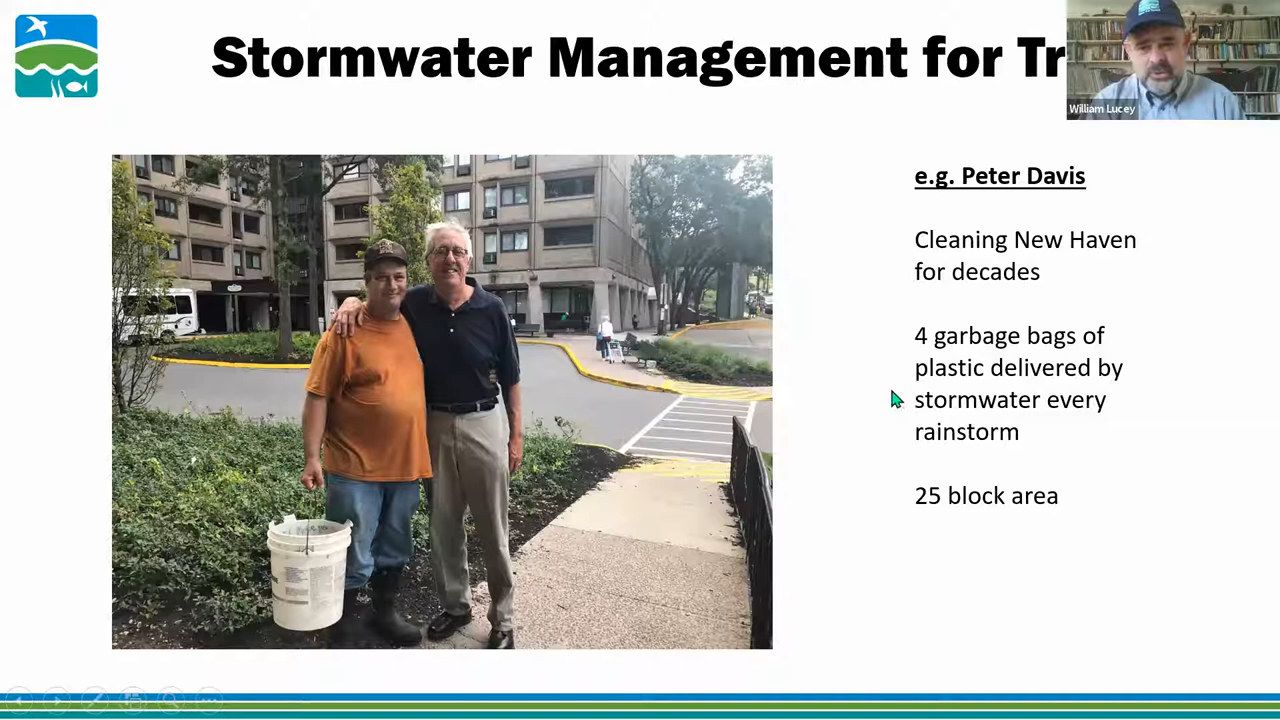 Stormwater Management for Tr
William Lucey
e.g. Peter Davis
Cleaning New Haven
for decades
4 garbage bags of
plastic delivered by
stormwater every
rainstorm
25 block area